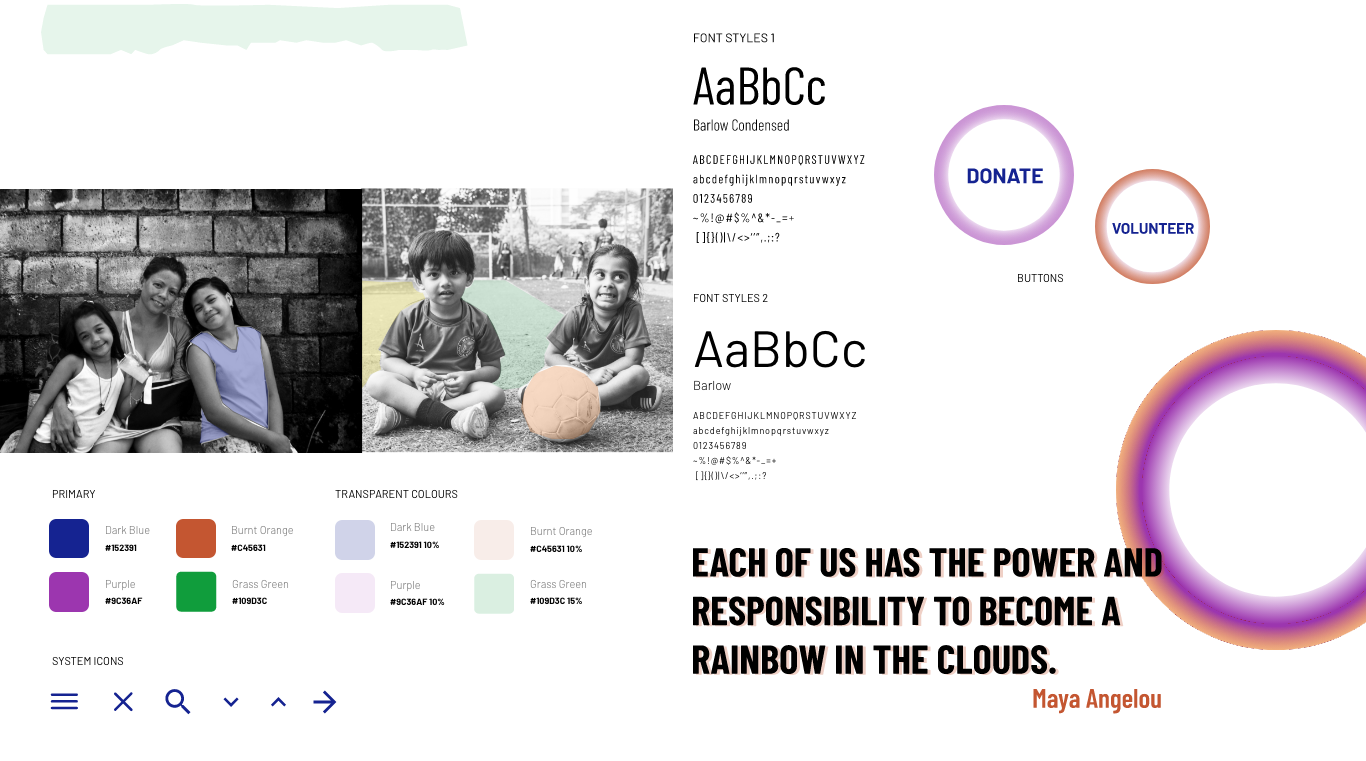 FONT STYLES 1
AaBbCc
Barlow Condensed
ABCDEFGHIJKLMNOPQRSTUVWXYZ
abcdefghijklmnopqrstuvwxyz
0123456789
~%!@#$%^&*-_=+
[]{}()|\/<>'"",.;:?
DONATE
VOLUNTEER
BUTTONS
FONT STYLES 2
AaBbCc
Barlow
ABCDEFGHIJKLMNOPQRSTUVWXYZ
abcdefghijklmnopqrstuvwxyz
0123456789
~%!@#$%^&*-_=+
[]{}()|\/<>'"",.;:?
PRIMARY
Dark Blue
#152391
Burnt Orange
#C45631
Purple
#9C36AF
Grass Green
#109D3C
TRANSPARENT COLOURS
Dark Blue
#152391 10%
Burnt Orange
#C45631 10%
Purple
#9C36AF 10%
Grass Green
#109D3C 15%
SYSTEM ICONS
EACH OF US HAS THE POWER AND
RESPONSIBILITY TO BECOME A
RAINBOW IN THE CLOUDS.
Maya Angelou